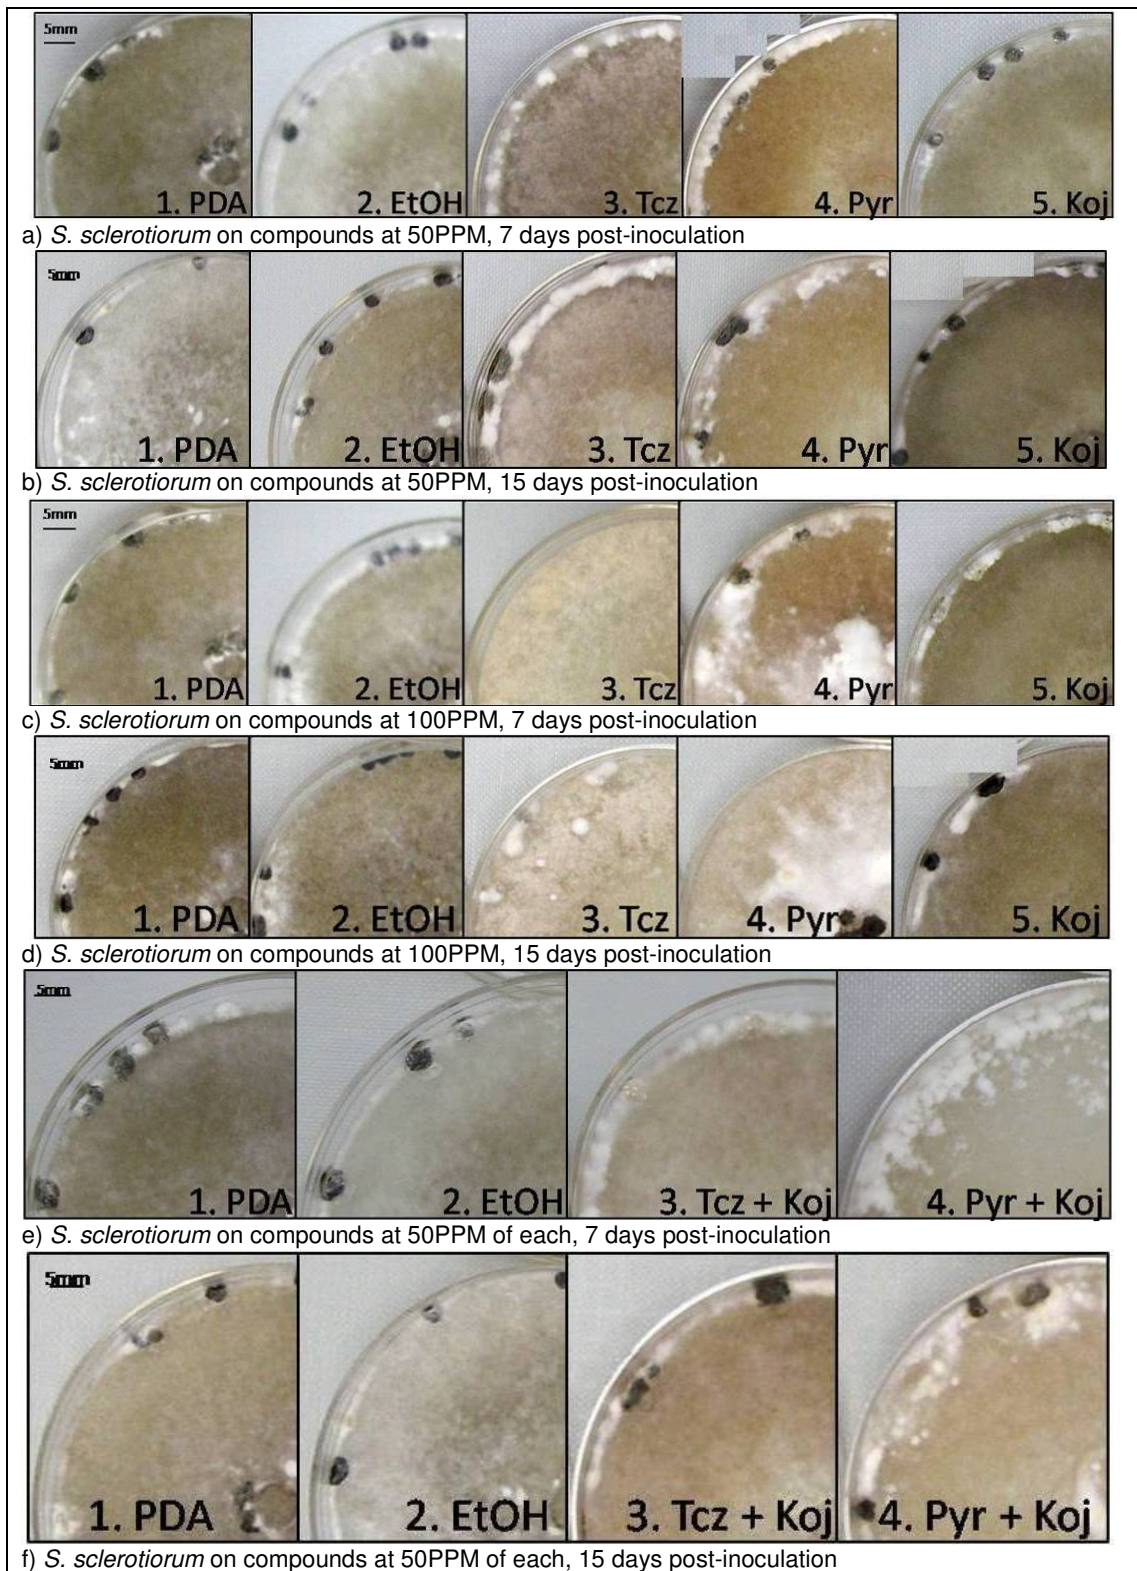 5mm
1. PDA 2. EtOH 3. Tcz 4. Pyr 5. Koj
a) S. sclerotiorum on compounds at 50PPM, 7 days post-inoculation
5mm
1. PDA 2. EtOH 3. Tcz 4. Pyr 5. Koj
b) S. sclerotiorum on compounds at 50PPM, 15 days post-inoculation
5mm
1. PDA 2. EtOH 3. Tcz 4. Pyr 5. Koj
c) S. sclerotiorum on compounds at 100PPM, 7 days post-inoculation
5mm
1. PDA 2. EtOH 3. Tcz 4. Pyr 5. Koj
d) S. sclerotiorum on compounds at 100PPM, 15 days post-inoculation
5mm
1. PDA 2. EtOH 3. Tcz + Koj 4. Pyr + Koj
e) S. sclerotiorum on compounds at 50PPM of each, 7 days post-inoculation
5mm
1. PDA 2. EtOH 3. Tcz + Koj 4. Pyr + Koj
f) S. sclerotiorum on compounds at 50PPM of each, 15 days post-inoculation